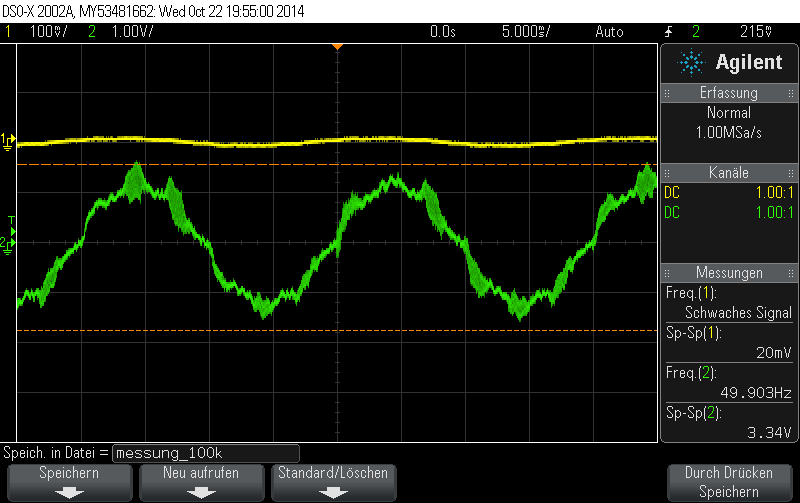 DSO-X 2002A, MY53481662: Wed Oct 22 19:55:00 2014
1 100mV/ 2 1.00V/ 0.0s 5.000ms/ Auto 2 215mV
Agilent
Erfassung
Normal
1.00MSa/s
Kanäle
DC 1.00:1
DC 1.00:1
Messungen
Freq.(1):
Schwaches Signal
Sp-Sp(1):
20mV
Freq.(2):
49.903Hz
Sp-Sp(2):
3.34V
1
T
2
Speich. in Datei = messung_100k
Speichern
Neu aufrufen
Standard/Löschen
Durch Drücken
Speichern